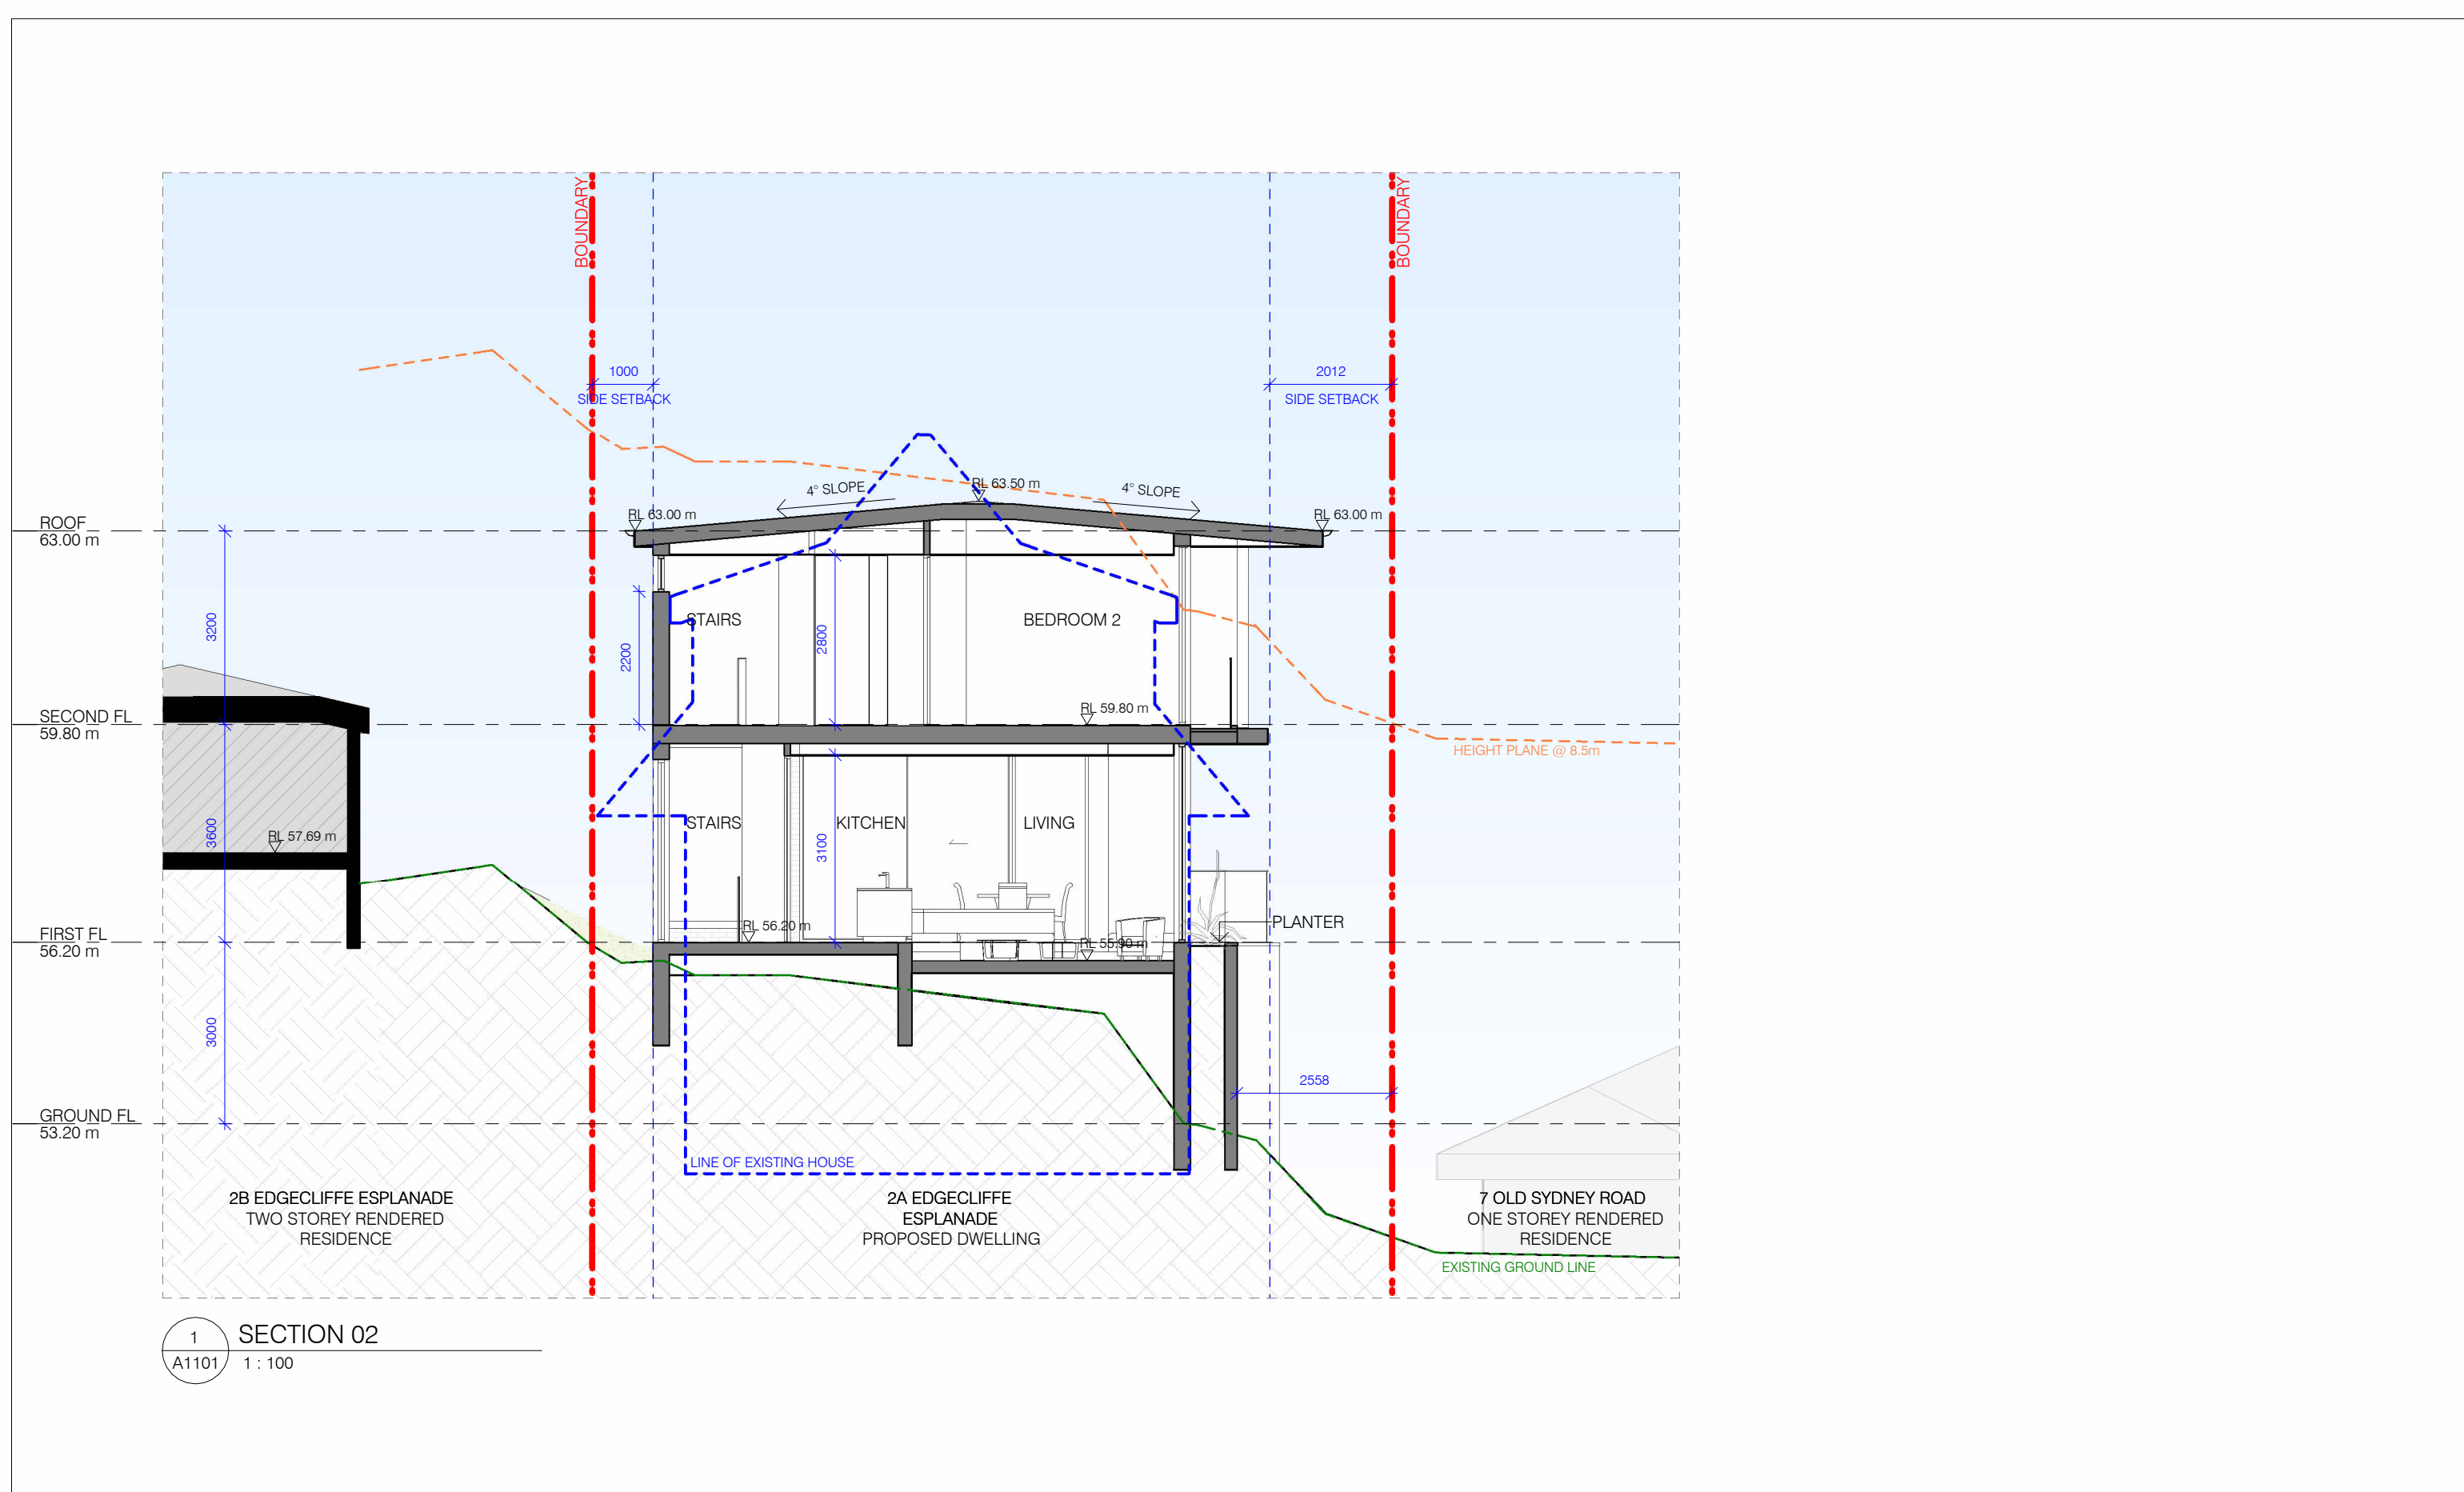 BOUNDARY
BOUNDARY
1000
SIDE SETBACK
2012
SIDE SETBACK
4° SLOPE
RL 63.50 m
4° SLOPE
RL 63.00 m
RL 63.00 m
ROOF
63.00 m
3200
2200
STAIRS
2800
BEDROOM 2
SECOND FL
59.80 m
RL 59.80 m
HEIGHT PLANE @ 8.5m
3600
RL 57.69 m
STAIRS
KITCHEN
LIVING
3100
FIRST FL
56.20 m
RL 56.20 m
RL 55.90 m
PLANTER
3000
2558
GROUND FL
53.20 m
LINE OF EXISTING HOUSE
2B EDGECLIFFE ESPLANADE
TWO STOREY RENDERED
RESIDENCE
2A EDGECLIFFE
ESPLANADE
PROPOSED DWELLING
7 OLD SYDNEY ROAD
ONE STOREY RENDERED
RESIDENCE
EXISTING GROUND LINE
1
SECTION 02
A1101
1 : 100